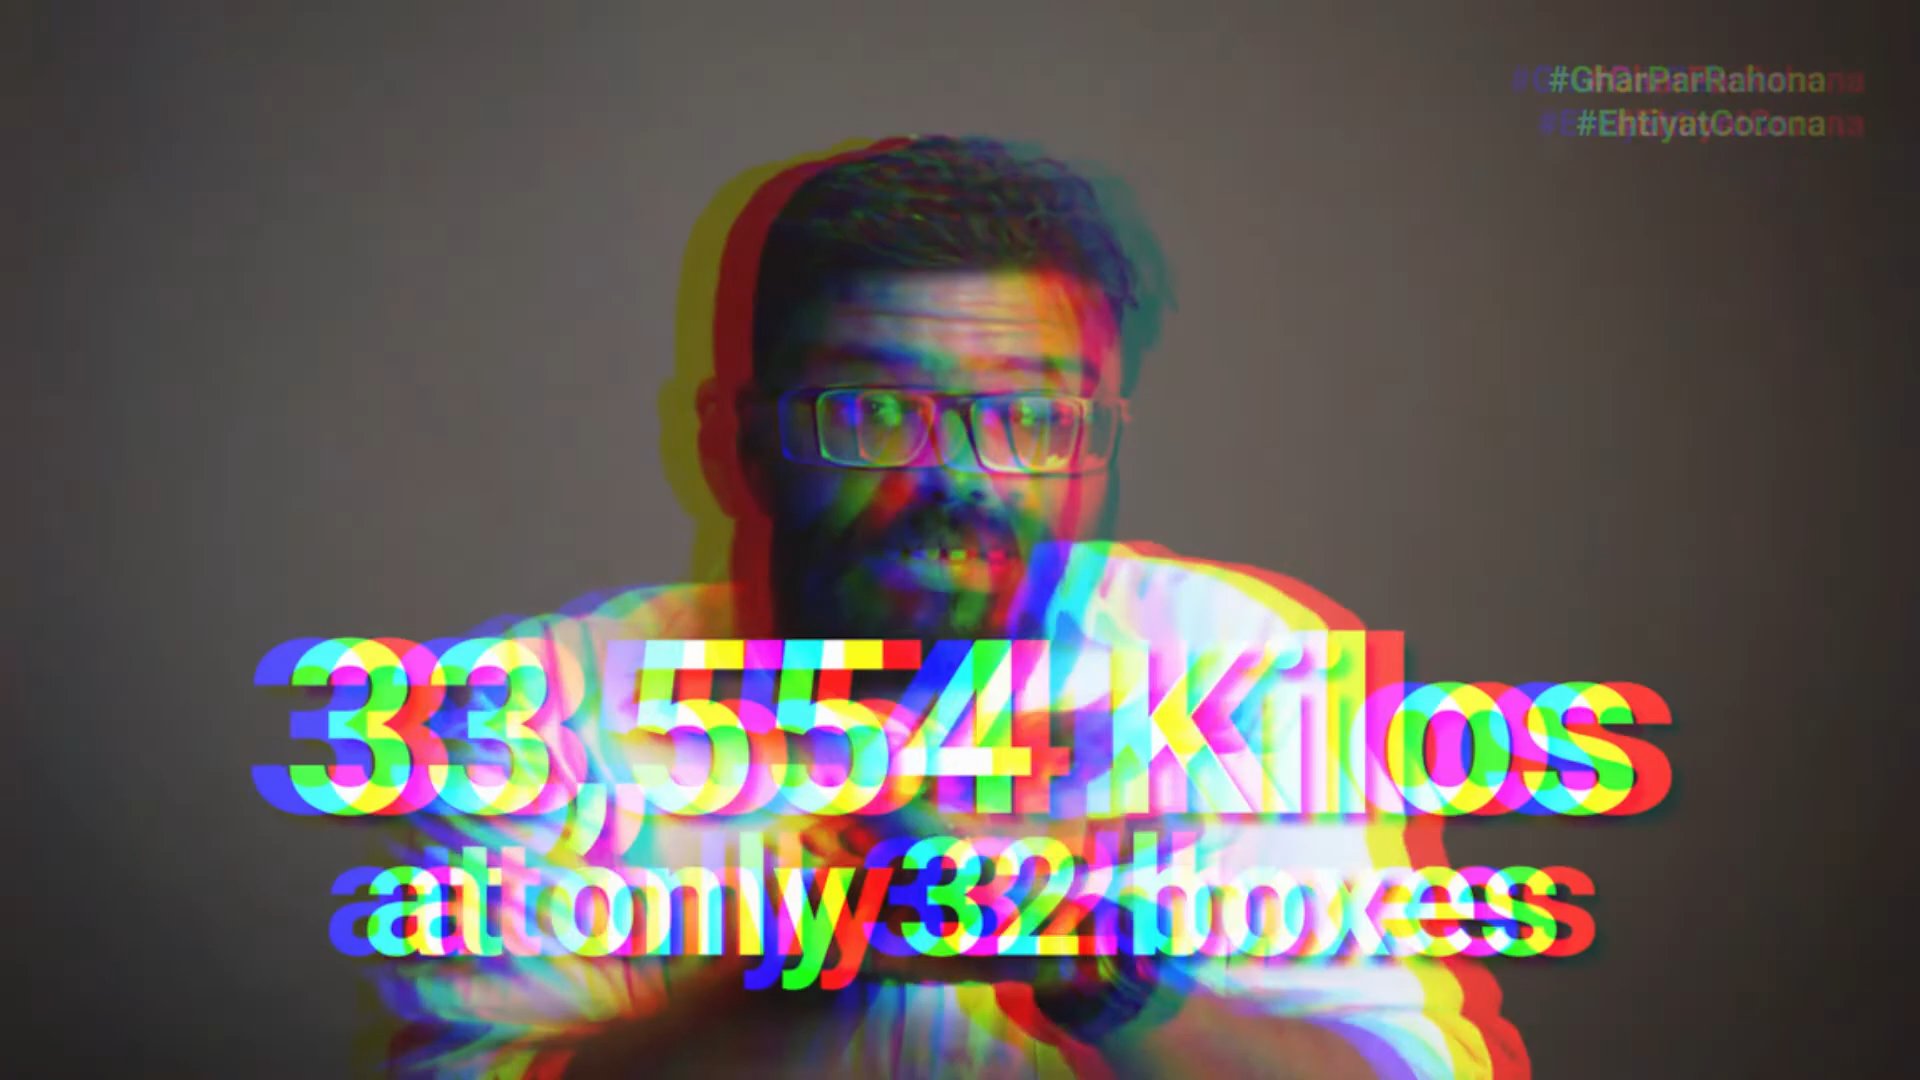 #GharParRahona
#EhtiyatCorona
33,554 Kilos
at only 32 boxes